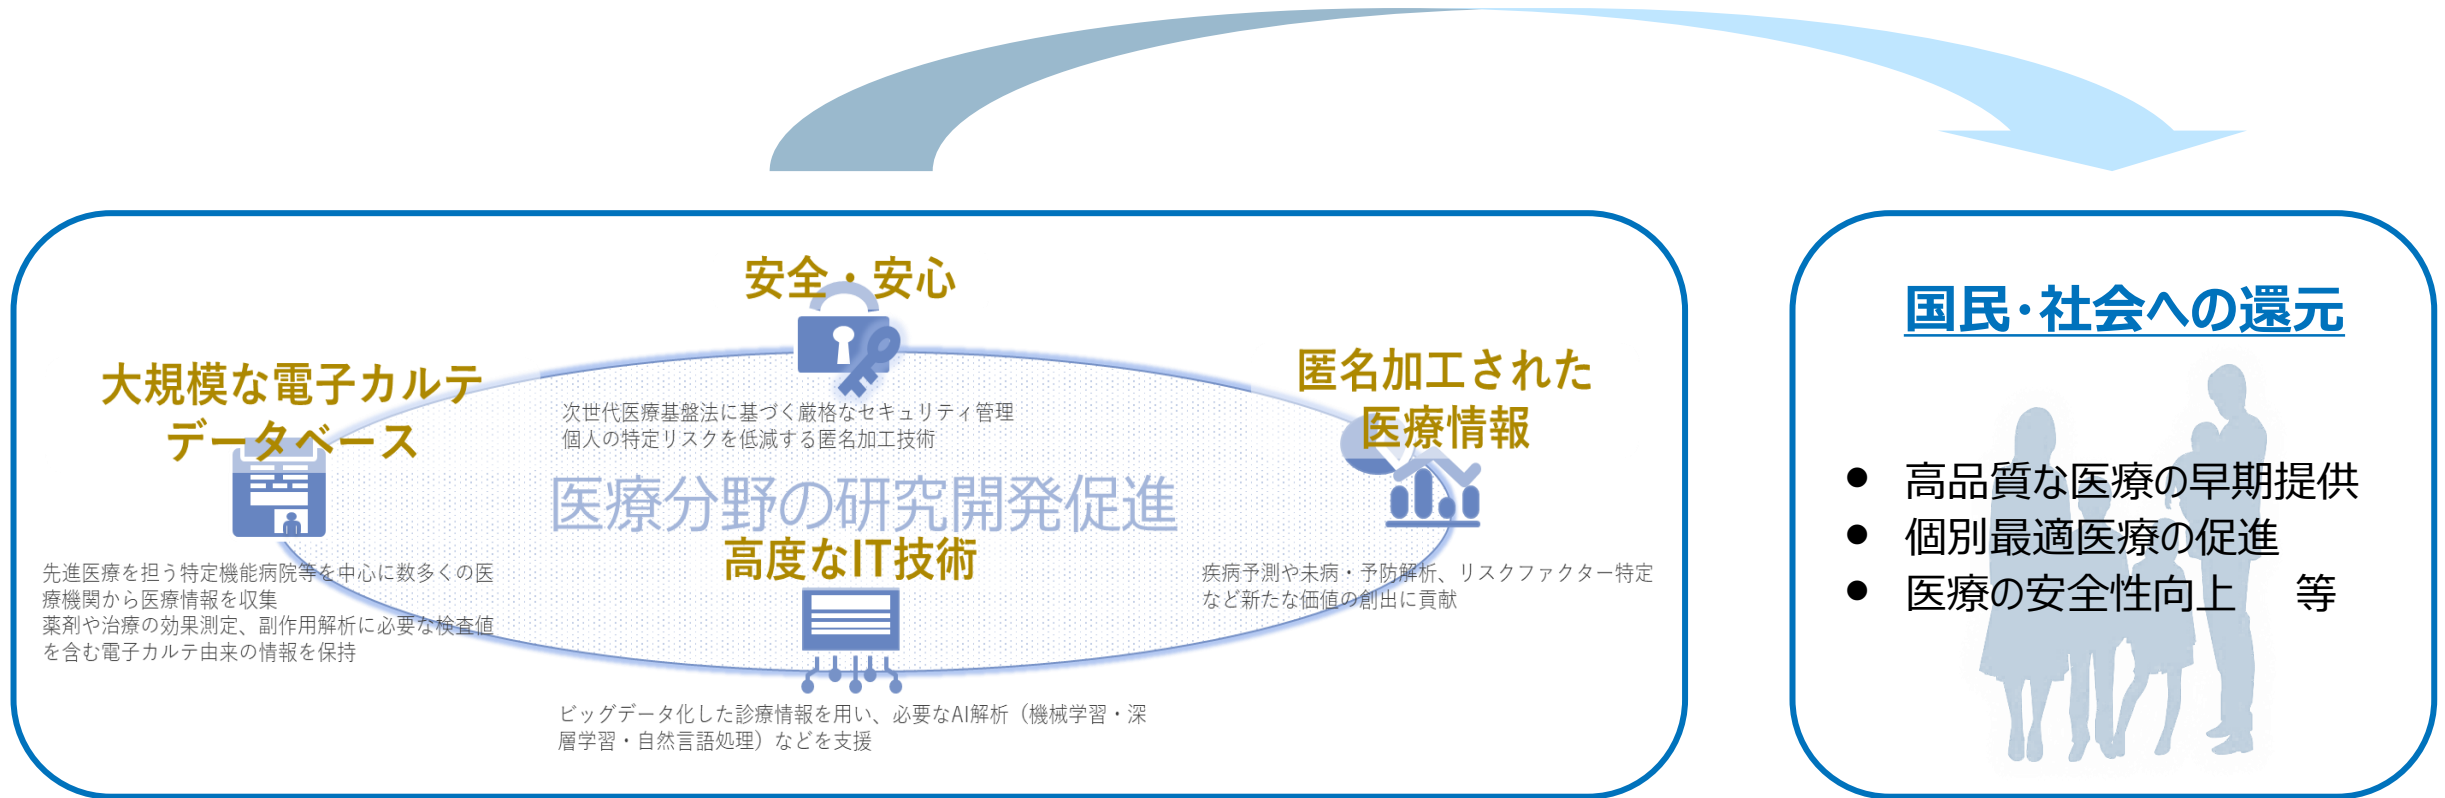 安全・安心
次世代医療基盤法に基づく厳格なセキュリティ管理
個人の特定リスクを低減する匿名加工技術
大規模な電子カルテ
データベース
先進医療を担う特定機能病院等を中心に数多くの医
療機関から医療情報を収集
薬剤や治療の効果測定、副作用解析に必要な検査値
を含む電子カルテ由来の情報を保持
医療分野の研究開発促進
高度なIT技術
ビッグデータ化した診療情報を用い、必要なAI解析（機械学習・深
層学習・自然言語処理）などを支援
匿名加工された
医療情報
疾病予測や未病・予防解析、リスクファクター特定
など新たな価値の創出に貢献
国民・社会への還元
● 高品質な医療の早期提供
● 個別最適医療の促進
● 医療の安全性向上　等